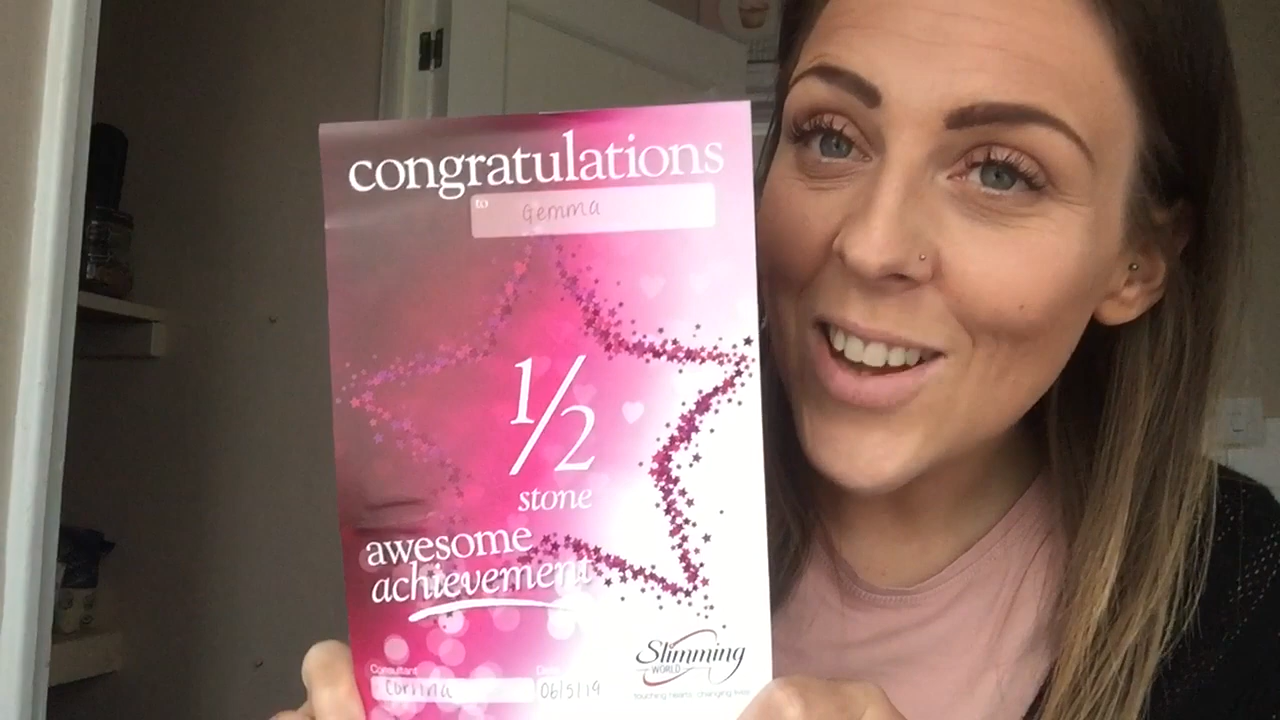 congratulations
to Gemma
1/2
stone
awesome
achievement
Slimming
WORLD
touching hearts, changing lives
Consultant
Corrina
Date
06/5/19